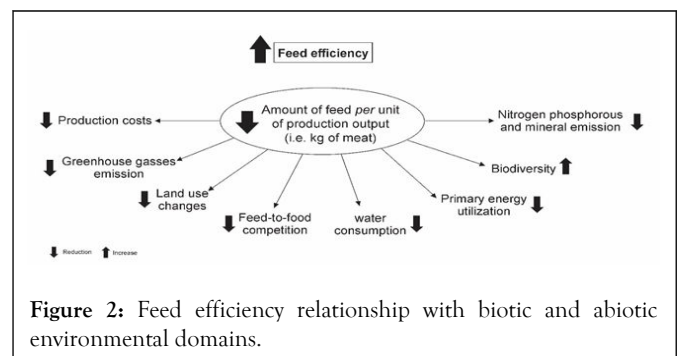 Feed efficiency
Amount of feed per unit
of production output
(i.e. kg of meat)
Production costs
Nitrogen phosphorous
and mineral emission
Greenhouse gasses
emission
Biodiversity
Land use
changes
Primary energy
utilization
Feed-to-food
competition
water
consumption
Reduction
Increase
Figure 2: Feed efficiency relationship with biotic and abiotic
environmental domains.